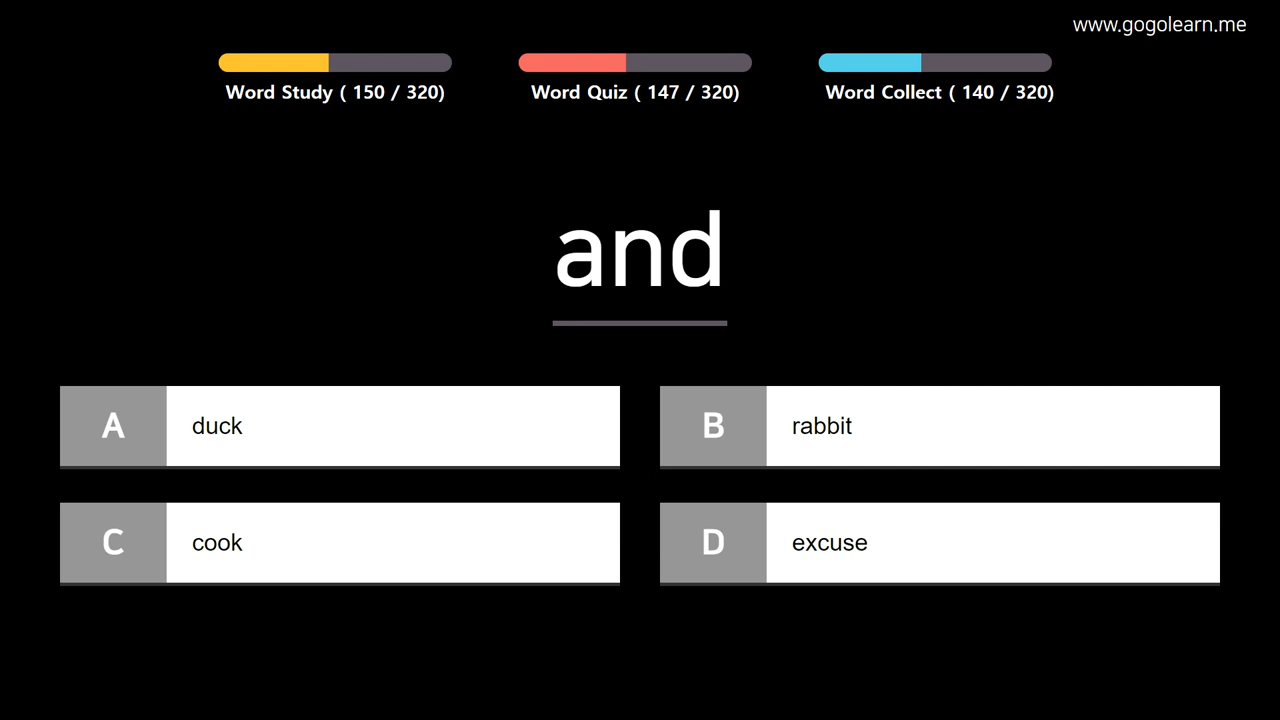 www.gogolearn.me
Word Study ( 150 / 320)
Word Quiz ( 147 / 320)
Word Collect ( 140 / 320)
and
A duck
B rabbit
C cook
D excuse